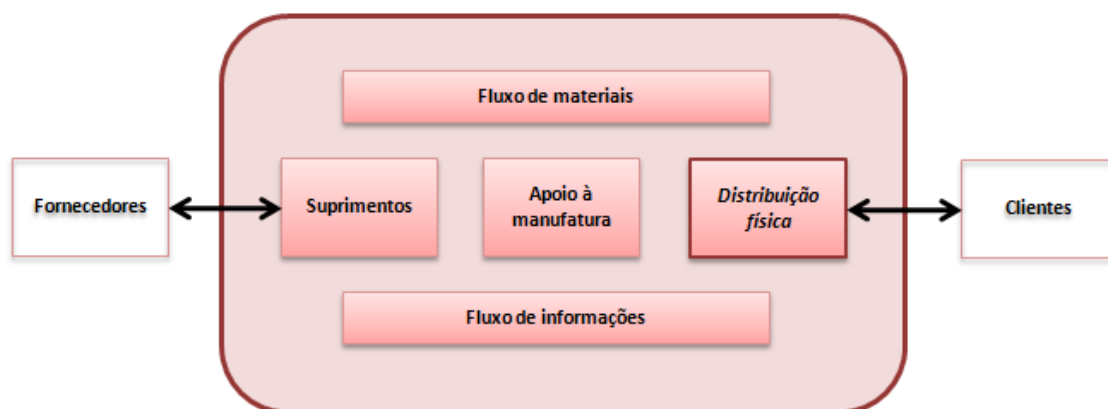 Fluxo de materiais
Fornecedores
Suprimentos
Apoio à
manufatura
Distribuição
física
Clientes
Fluxo de informações